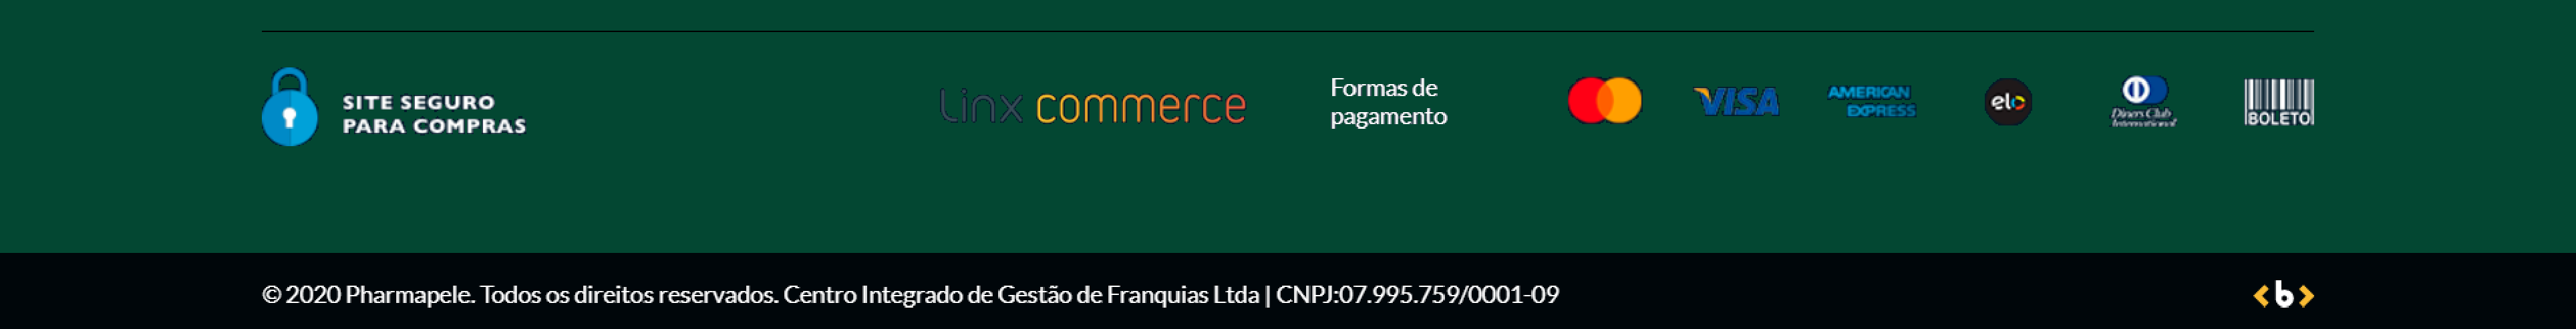 SITE SEGURO
PARA COMPRAS
Linx commerce
Formas de
pagamento
VISA
AMERICAN
EXPRESS
elo
Diners Club
International
BOLETO
© 2020 Pharmapele. Todos os direitos reservados. Centro Integrado de Gestão de Franquias Ltda | CNPJ:07.995.759/0001-09
<b>